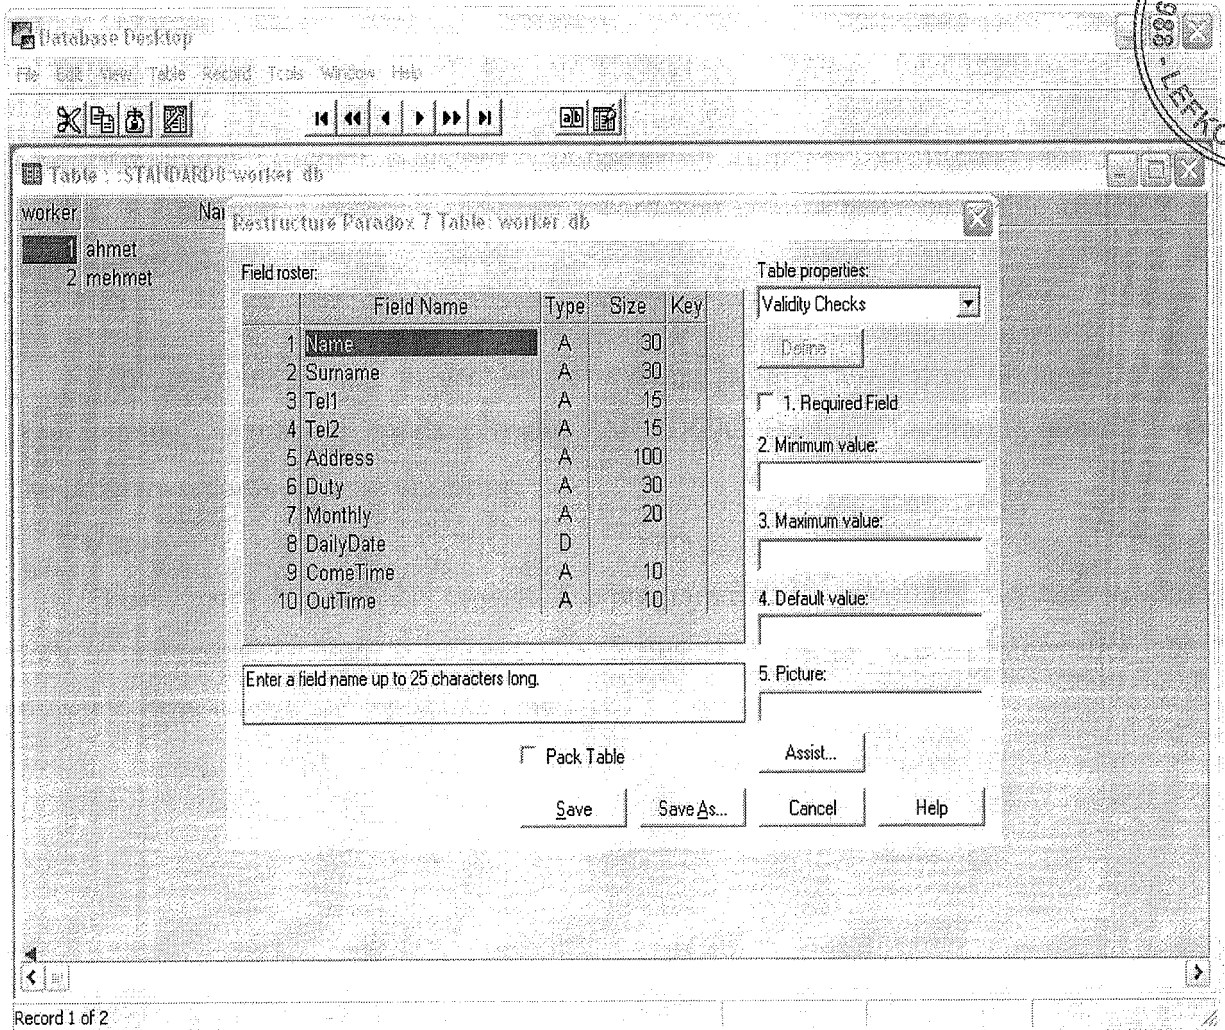 Database Desktop
File Edit View Table Record Tools Window Help
Table : :STANDARD8:worker.db
worker
1 ahmet
2 mehmet
Restructure Paradox 7 Table: worker.db
Field roster:
Field Name Type Size Key
1 Name A 30
2 Surname A 30
3 Tel1 A 15
4 Tel2 A 15
5 Address A 100
6 Duty A 30
7 Monthly A 20
8 DailyDate D
9 ComeTime A 10
10 OutTime A 10
Enter a field name up to 25 characters long.
Table properties:
Validity Checks
Define...
1. Required Field
2. Minimum value:
3. Maximum value:
4. Default value:
5. Picture:
Pack Table
Assist...
Save
Save As...
Cancel
Help
Record 1 of 2